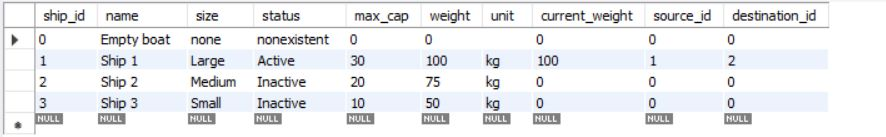 ship_id name size status max_cap weight unit current_weight source_id destination_id
0 Empty boat none nonexistent 0 0 0 0 0
1 Ship 1 Large Active 30 100 kg 100 1 2
2 Ship 2 Medium Inactive 20 75 kg 0 0 0
3 Ship 3 Small Inactive 10 50 kg 0 0 0
NULL NULL NULL NULL NULL NULL NULL NULL NULL NULL